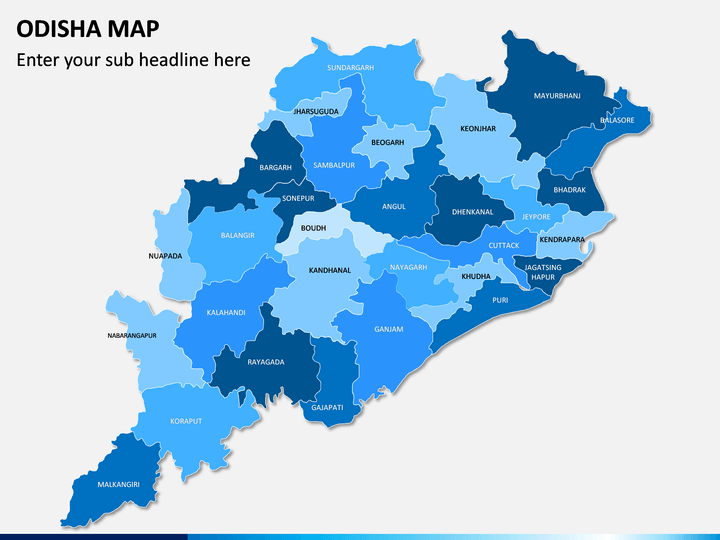 ODISHA MAP
Enter your sub headline here
SUNDARGARH
MAYURBHANJ
JHARSUGUDA
BALASORE
KEONJHAR
BEOGARH
BARGARH
SAMBALPUR
BHADRAK
SONEPUR
ANGUL
DHENKANAL
JEYPORE
BOUDH
BALANGIR
CUTTACK
KENDRAPARA
NUAPADA
KANDHANAL
NAYAGARH
KHUDHA
JAGATSING
HAPUR
PURI
KALAHANDI
GANJAM
NABARANGAPUR
RAYAGADA
GAJAPATI
KORAPUT
MALKANGIRI